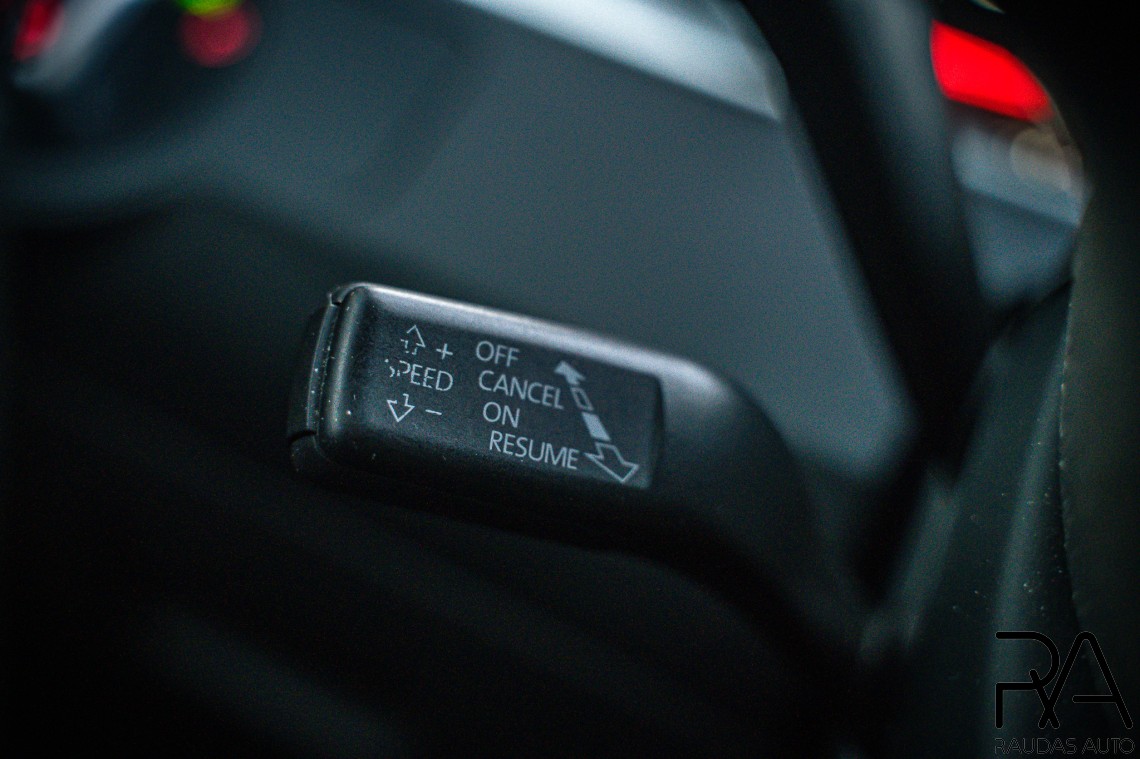 +
SPEED
−
OFF
CANCEL
ON
RESUME
RA
RAUDAS AUTO